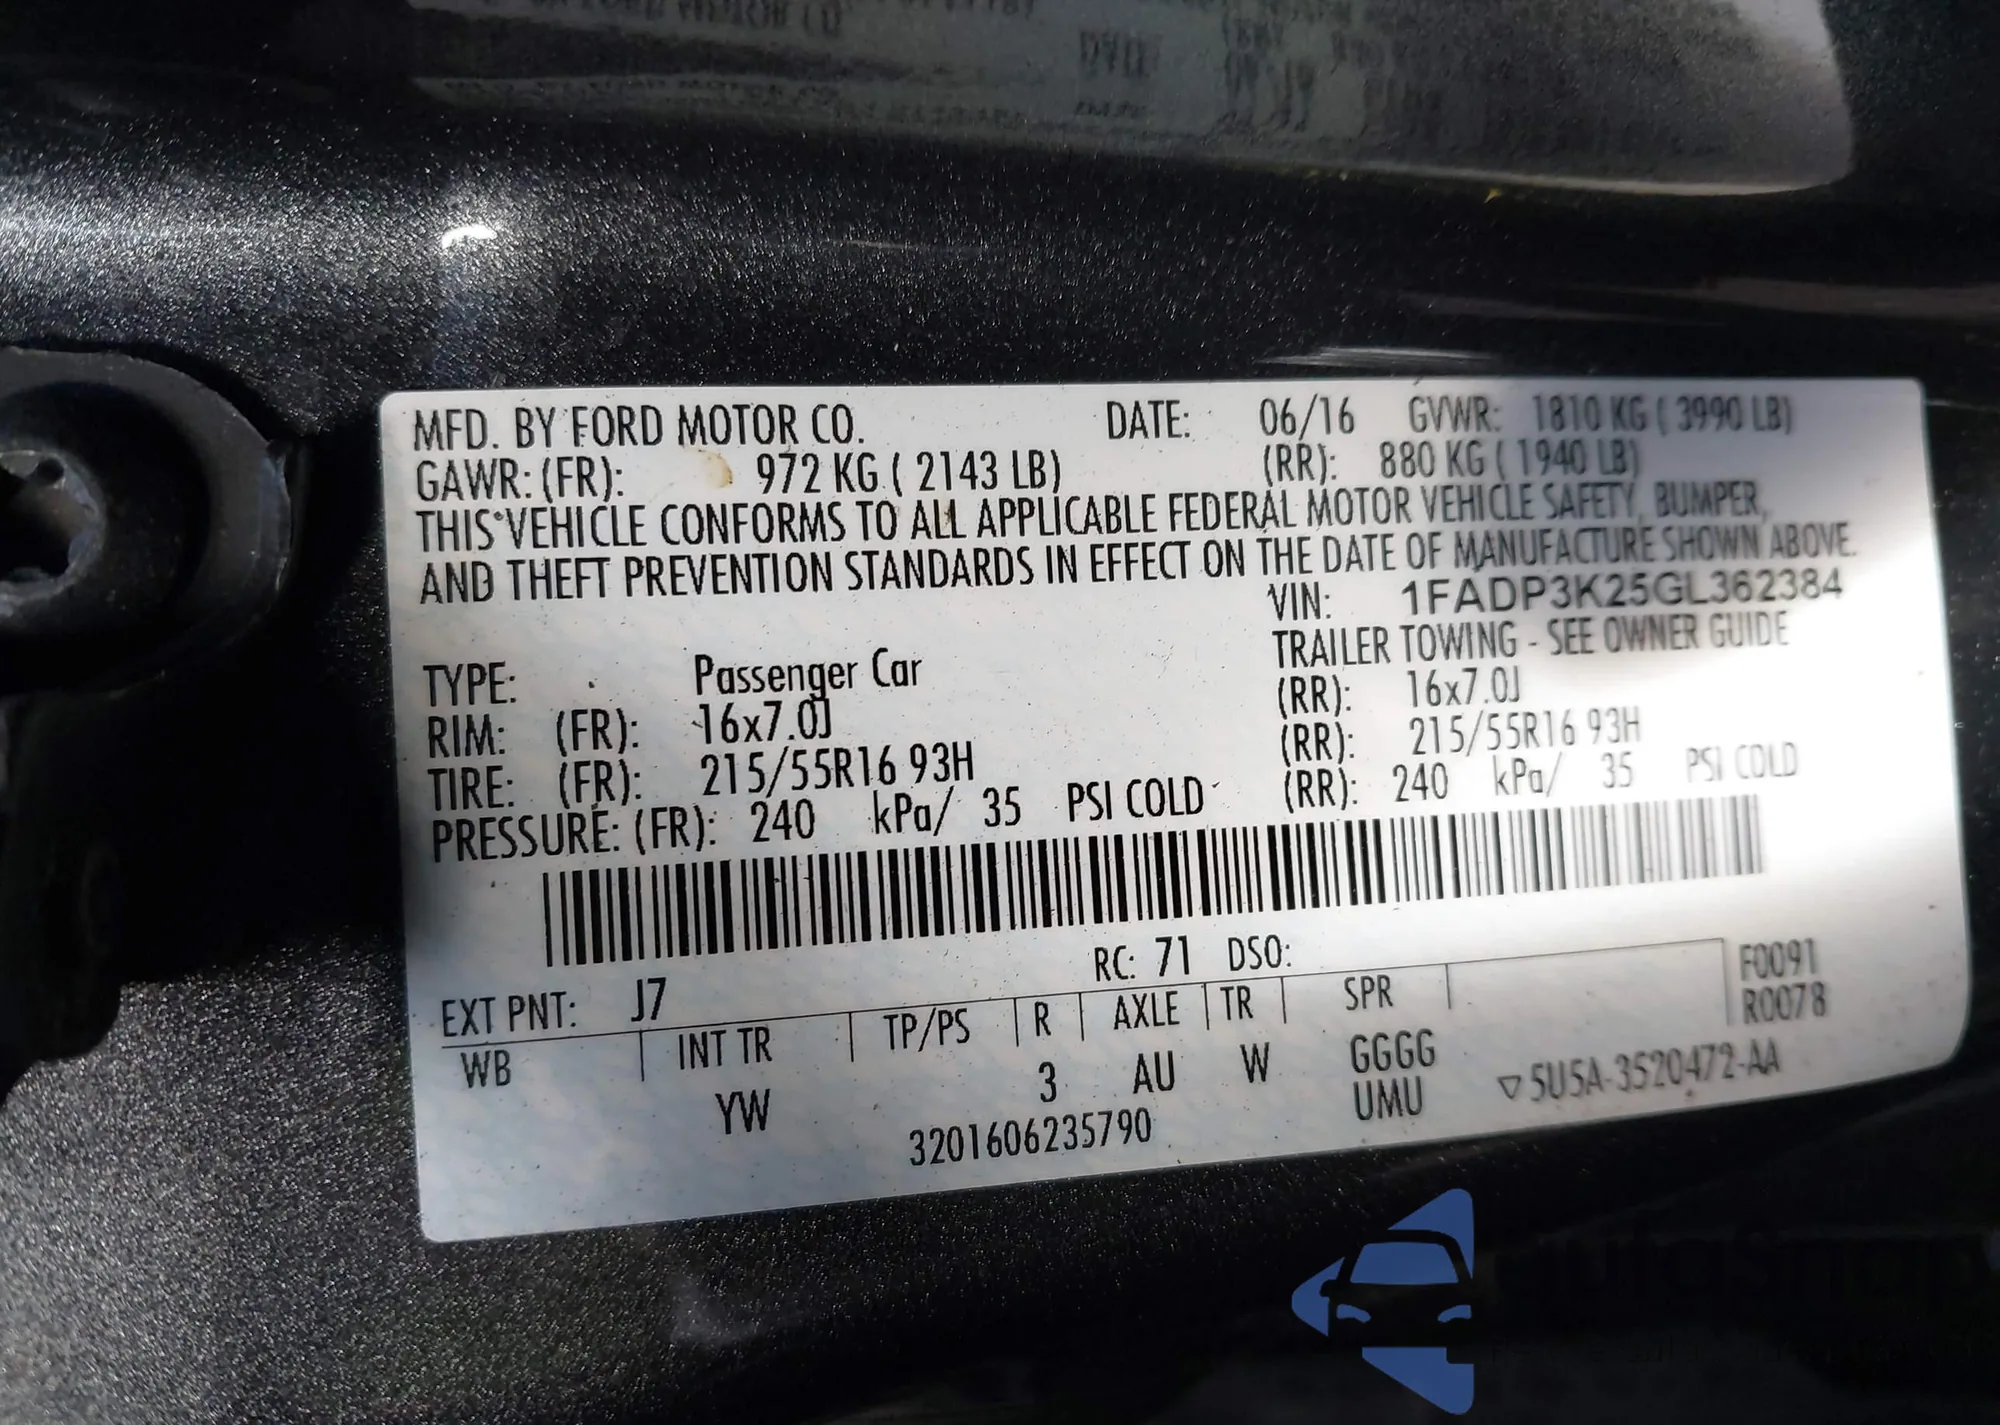 MFD. BY FORD MOTOR CO. DATE: 06/16 GVWR: 1810 KG ( 3990 LB)
GAWR: (FR): 972 KG ( 2143 LB) (RR): 880 KG ( 1940 LB)
THIS VEHICLE CONFORMS TO ALL APPLICABLE FEDERAL MOTOR VEHICLE SAFETY, BUMPER,
AND THEFT PREVENTION STANDARDS IN EFFECT ON THE DATE OF MANUFACTURE SHOWN ABOVE.
VIN: 1FADP3K25GL362384
TYPE: Passenger Car TRAILER TOWING - SEE OWNER GUIDE
RIM: (FR): 16x7.0J (RR): 16x7.0J
TIRE: (FR): 215/55R16 93H (RR): 215/55R16 93H
PRESSURE: (FR): 240 kPa/ 35 PSI COLD (RR): 240 kPa/ 35 PSI COLD
EXT PNT: J7 RC: 71 DSO: F0091
WB INT TR TP/PS R AXLE TR SPR R0078
YW 3 AU W GGGG
UMU
3201606235790 ▽5U5A-3520472-AA